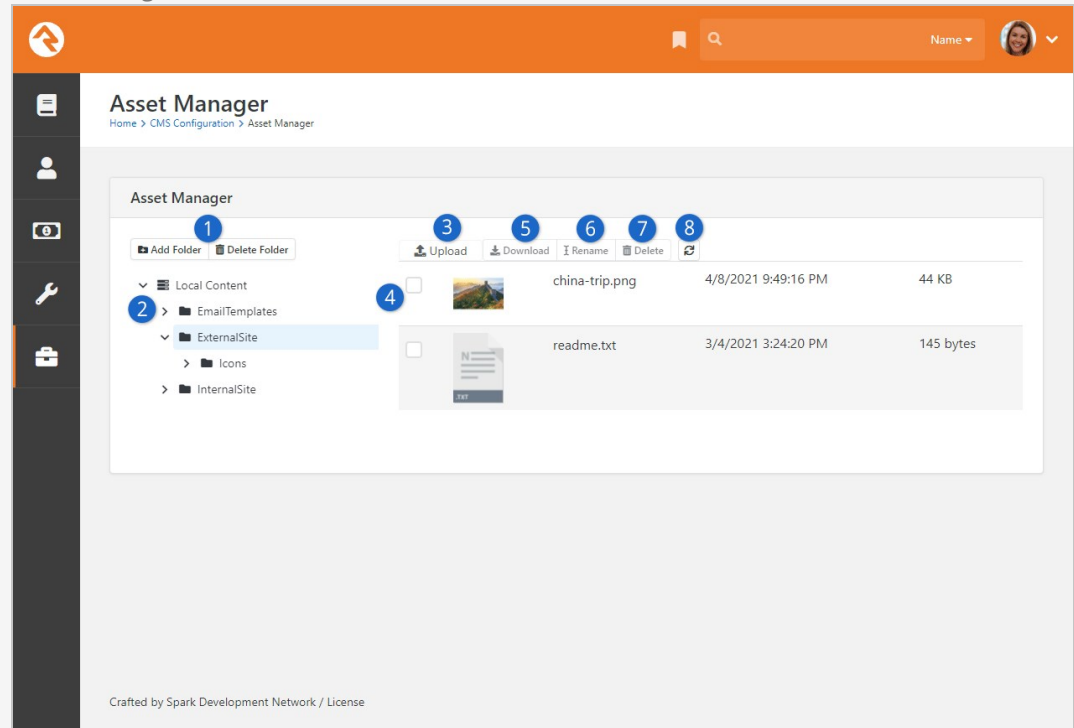 Name
Asset Manager
Home > CMS Configuration > Asset Manager
Asset Manager
1 3 5 6 7 8
Add Folder Delete Folder Upload Download Rename Delete
Local Content
4 china-trip.png 4/8/2021 9:49:16 PM 44 KB
2 EmailTemplates
ExternalSite
readme.txt 3/4/2021 3:24:20 PM 145 bytes
N
.TXT
Icons
InternalSite
Crafted by Spark Development Network / License